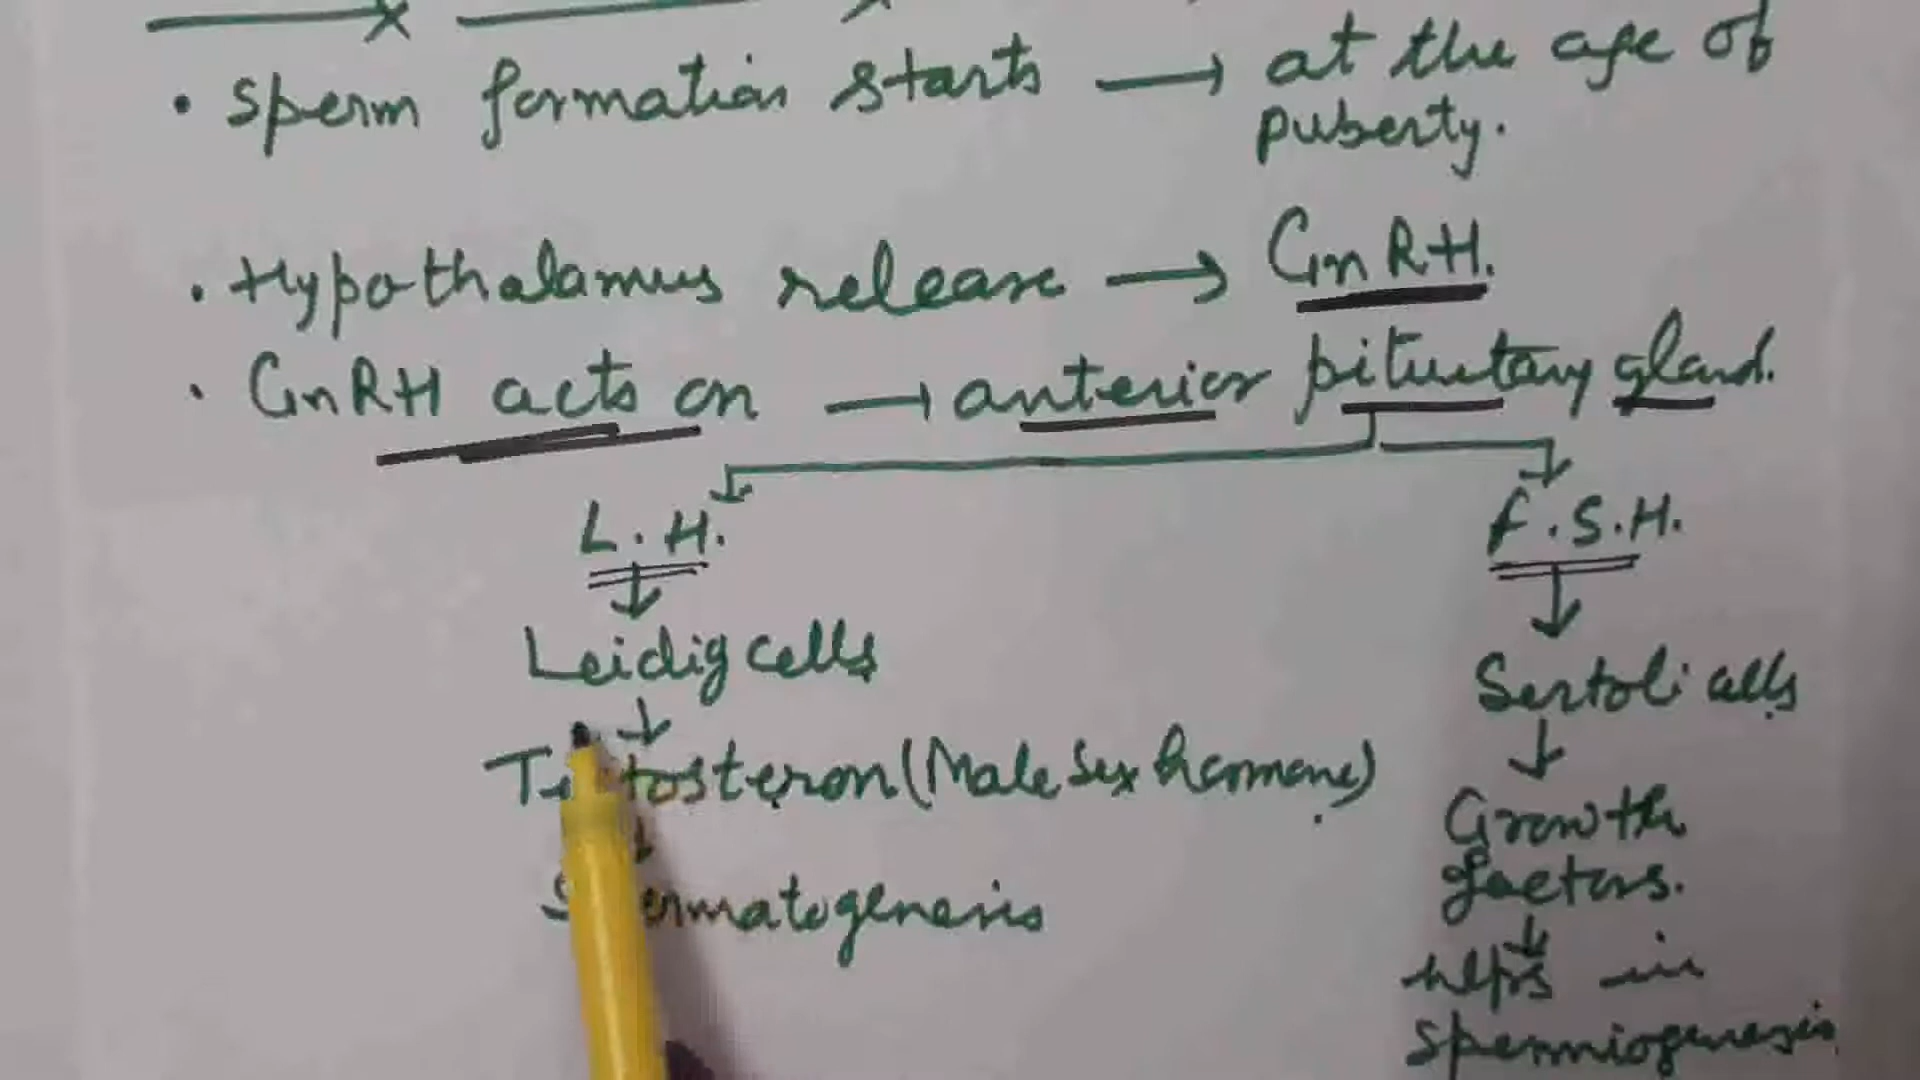 • Sperm formation starts → at the age of
puberty.
• Hypothalamus release → GnRH.
• GnRH acts on → anterior pituitary gland.
L.H.
F.S.H.
Leidig cells
Sertoli cells
(Male Sex hormone)
Growth
factors.
helps in
spermiogenesis